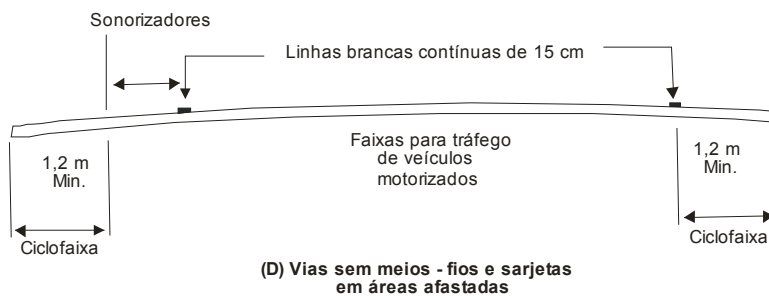 Sonorizadores
Linhas brancas contínuas de 15 cm
Faixas para tráfego
de veículos
motorizados
1,2 m
Min.
1,2 m
Min.
Ciclofaixa
Ciclofaixa
(D) Vias sem meios - fios e sarjetas
em áreas afastadas